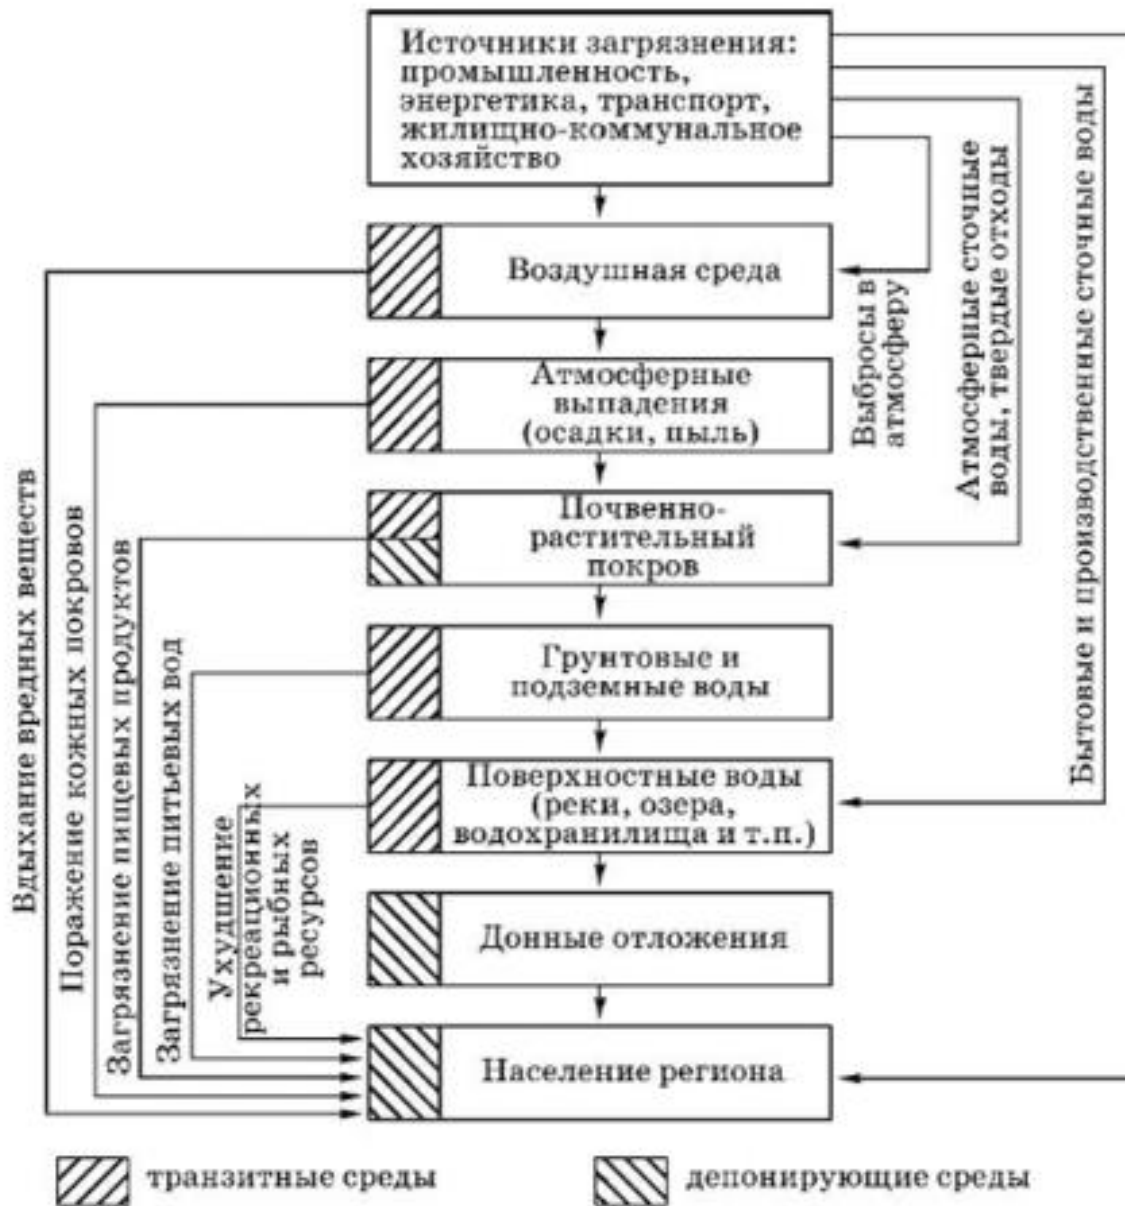 Источники загрязнения:
промышленность,
энергетика, транспорт,
жилищно-коммунальное
хозяйство
Воздушная среда
Атмосферные
выпадения
(осадки, пыль)
Почвенно-
растительный
покров
Грунтовые и
подземные воды
Поверхностные воды
(реки, озера,
водохранилища и т.п.)
Донные отложения
Население региона
Вдыхание вредных веществ
Поражение кожных покровов
Загрязнение пищевых продуктов
Загрязнение питьевых вод
Ухудшение
рекреационных
и рыбных
ресурсов
Выбросы в
атмосферу
Атмосферные сточные
воды, твердые отходы
Бытовые и производственные сточные воды
транзитные среды
депонирующие среды